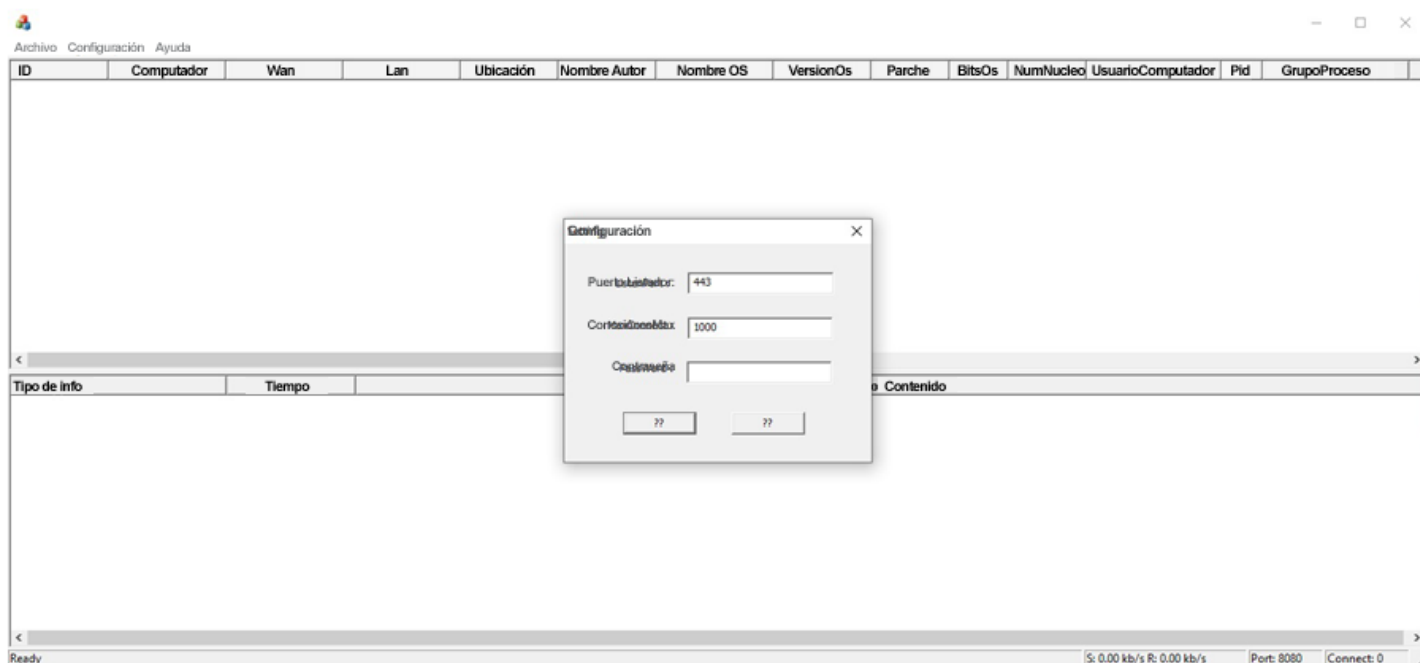 Archivo Configuración Ayuda
ID Computador Wan Lan Ubicación Nombre Autor Nombre OS VersionOs Parche BitsOs NumNucleo UsuarioComputador Pid GrupoProceso
Configuración
443
1000
Contraseña
?? ??
Tipo de info Tiempo Contenido
Ready S: 0.00 kb/s R: 0.00 kb/s Port: 8080 Connect: 0